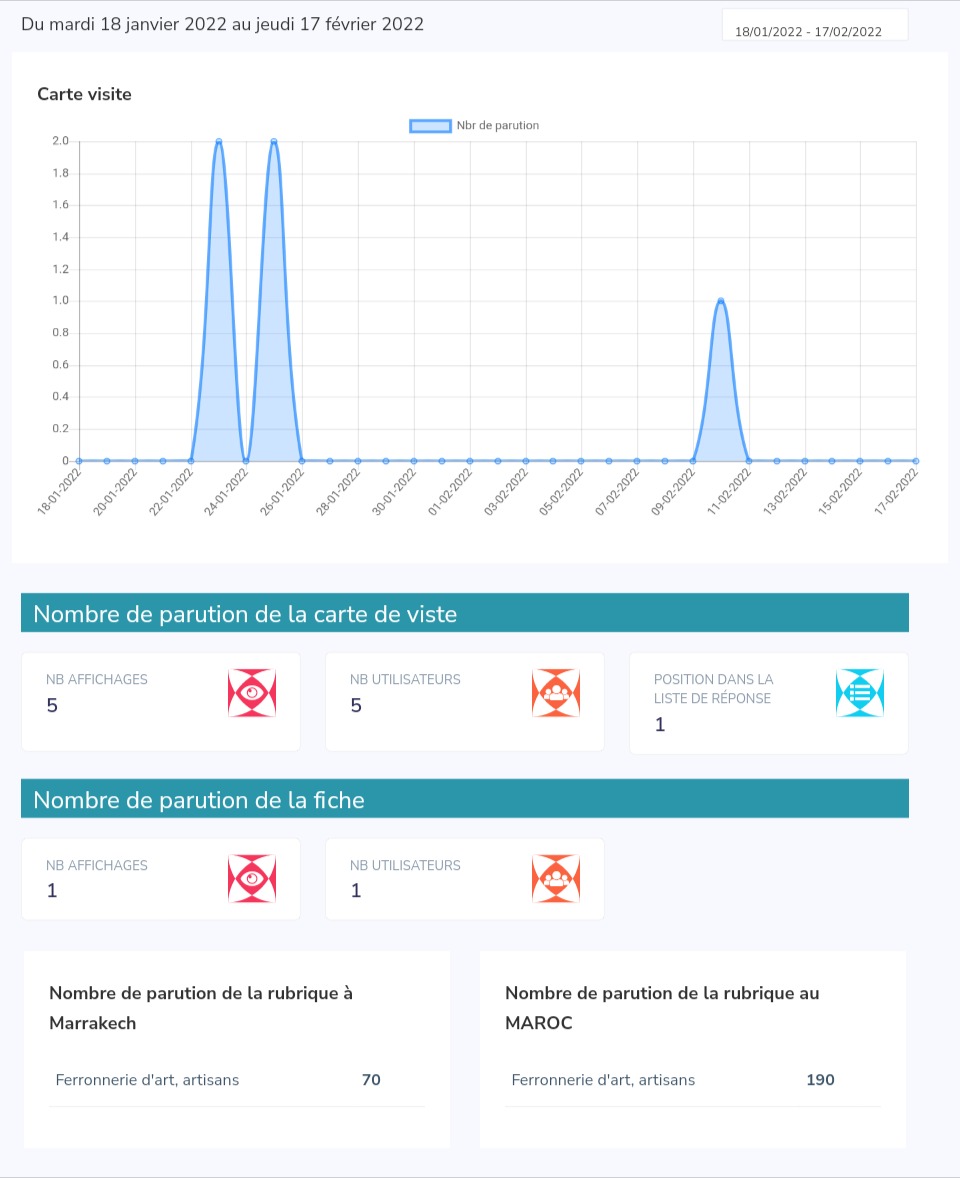 Du mardi 18 janvier 2022 au jeudi 17 février 2022
18/01/2022 - 17/02/2022
Carte visite
Nbr de parution
2.0
1.8
1.6
1.4
1.2
1.0
0.8
0.6
0.4
0.2
0
18-01-2022
20-01-2022
22-01-2022
24-01-2022
26-01-2022
28-01-2022
30-01-2022
01-02-2022
03-02-2022
05-02-2022
07-02-2022
09-02-2022
11-02-2022
13-02-2022
15-02-2022
17-02-2022
Nombre de parution de la carte de viste
NB AFFICHAGES
5
NB UTILISATEURS
5
POSITION DANS LA
LISTE DE RÉPONSE
1
Nombre de parution de la fiche
NB AFFICHAGES
1
NB UTILISATEURS
1
Nombre de parution de la rubrique à
Marrakech
Ferronnerie d'art, artisans 70
Nombre de parution de la rubrique au
MAROC
Ferronnerie d'art, artisans 190